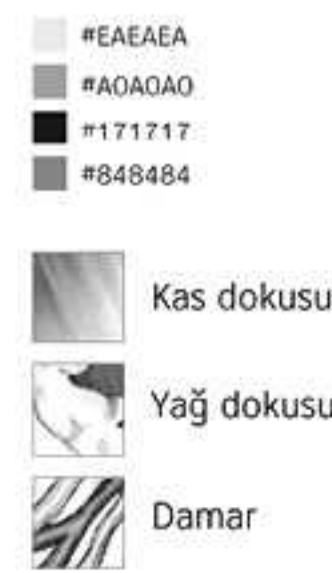 #EAEAEA
#A0A0A0
#171717
#848484
Kas dokusu
Yağ dokusu
Damar